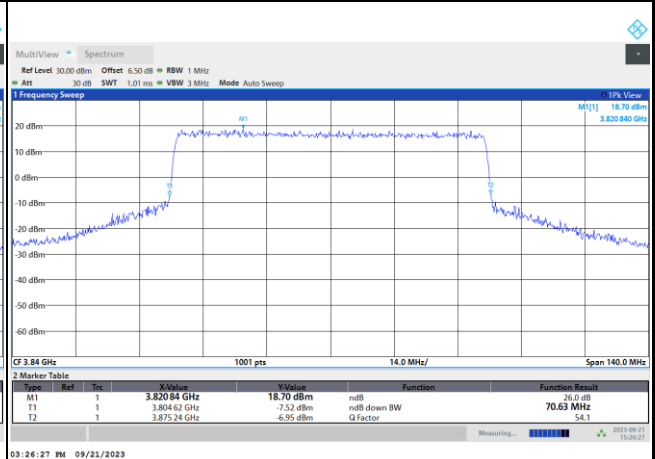 MultiView Spectrum
Ref Level 30.00 dBm Offset 6.50 dB RBW 1 MHz
Att 30 dB SWT 1.01 ms VBW 3 MHz Mode Auto Sweep
1 Frequency Sweep 1Pk View
M1[1] 18.70 dBm
3.820 840 GHz
M1
20 dBm
10 dBm
0 dBm
T1 T2
-10 dBm
-20 dBm
-30 dBm
-40 dBm
-50 dBm
-60 dBm
CF 3.84 GHz 1001 pts 14.0 MHz/ Span 140.0 MHz
2 Marker Table
Type Ref Trc X-Value Y-Value Function Function Result
M1 1 3.82084 GHz 18.70 dBm ndB 26.0 dB
T1 1 3.80462 GHz -7.52 dBm ndB down BW 70.63 MHz
T2 1 3.87524 GHz -6.95 dBm Q Factor 54.1
Measuring... 2023-09-21
15:26:27
03:26:27 PM 09/21/2023